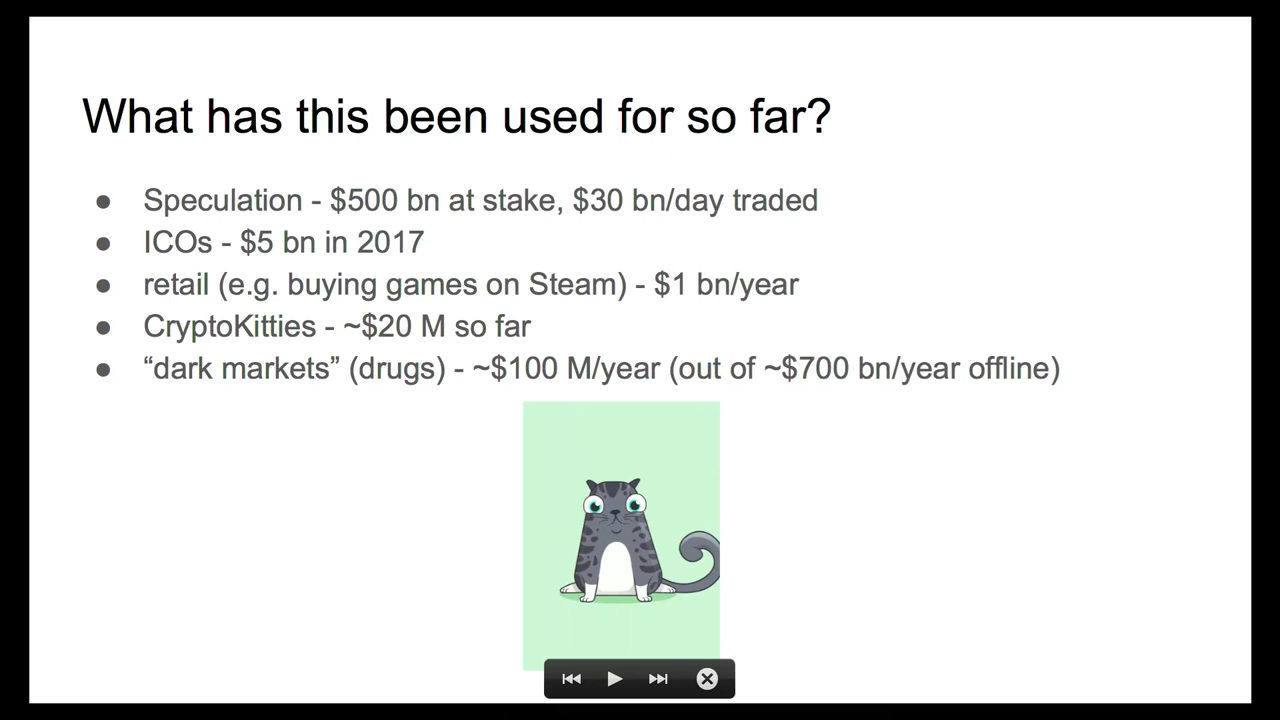 What has this been used for so far?
● Speculation - $500 bn at stake, $30 bn/day traded
● ICOs - $5 bn in 2017
● retail (e.g. buying games on Steam) - $1 bn/year
● CryptoKitties - ~$20 M so far
● “dark markets” (drugs) - ~$100 M/year (out of ~$700 bn/year offline)